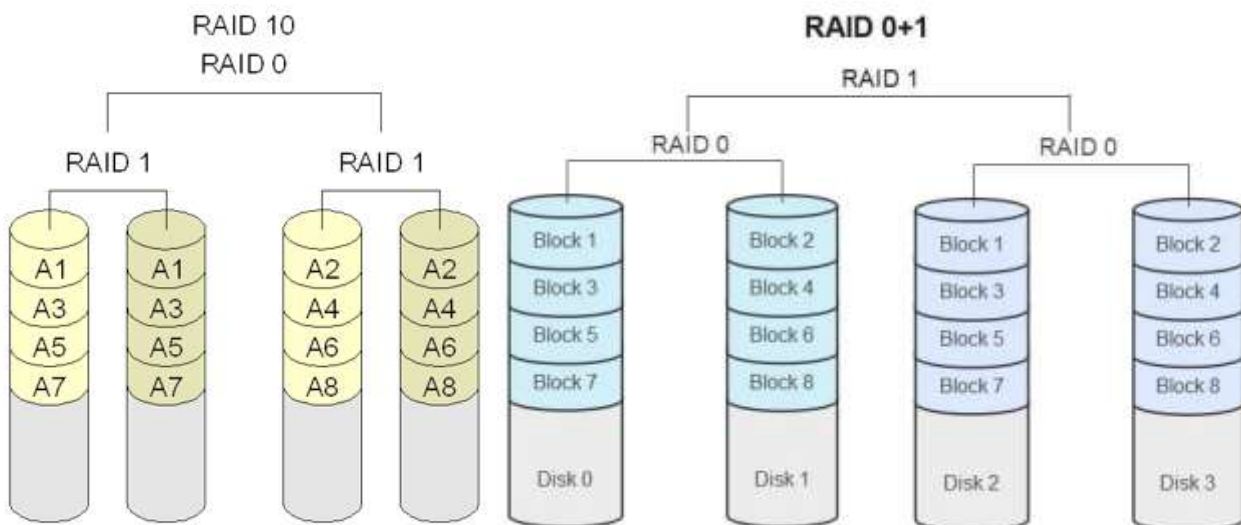 RAID 10
RAID 0
RAID 1 RAID 1
A1 A1 A2 A2
A3 A3 A4 A4
A5 A5 A6 A6
A7 A7 A8 A8
RAID 0+1
RAID 1
RAID 0 RAID 0
Block 1 Block 2 Block 1 Block 2
Block 3 Block 4 Block 3 Block 4
Block 5 Block 6 Block 5 Block 6
Block 7 Block 8 Block 7 Block 8
Disk 0 Disk 1 Disk 2 Disk 3